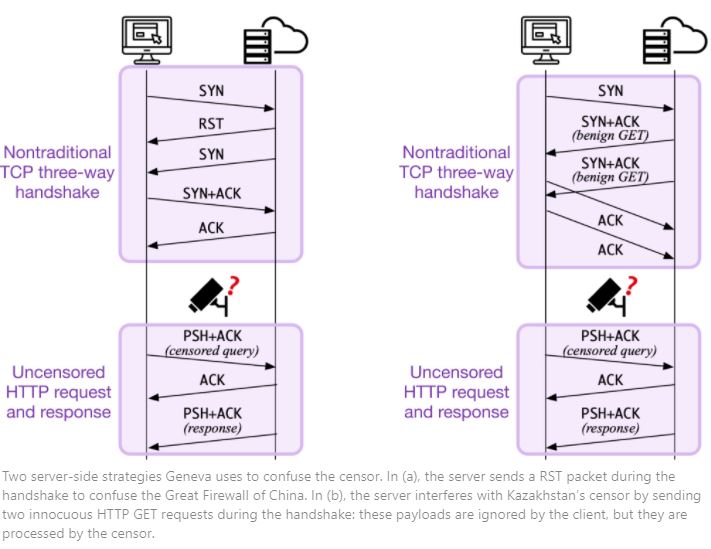 SYN
RST
SYN
SYN+ACK
ACK
Nontraditional
TCP three-way
handshake
?
PSH+ACK
(censored query)
ACK
PSH+ACK
(response)
Uncensored
HTTP request
and response
SYN
SYN+ACK
(benign GET)
SYN+ACK
(benign GET)
ACK
ACK
Nontraditional
TCP three-way
handshake
?
PSH+ACK
(censored query)
ACK
PSH+ACK
(response)
Uncensored
HTTP request
and response
Two server-side strategies Geneva uses to confuse the censor. In (a), the server sends a RST packet during the
handshake to confuse the Great Firewall of China. In (b), the server interferes with Kazakhstan's censor by sending
two innocuous HTTP GET requests during the handshake: these payloads are ignored by the client, but they are
processed by the censor.